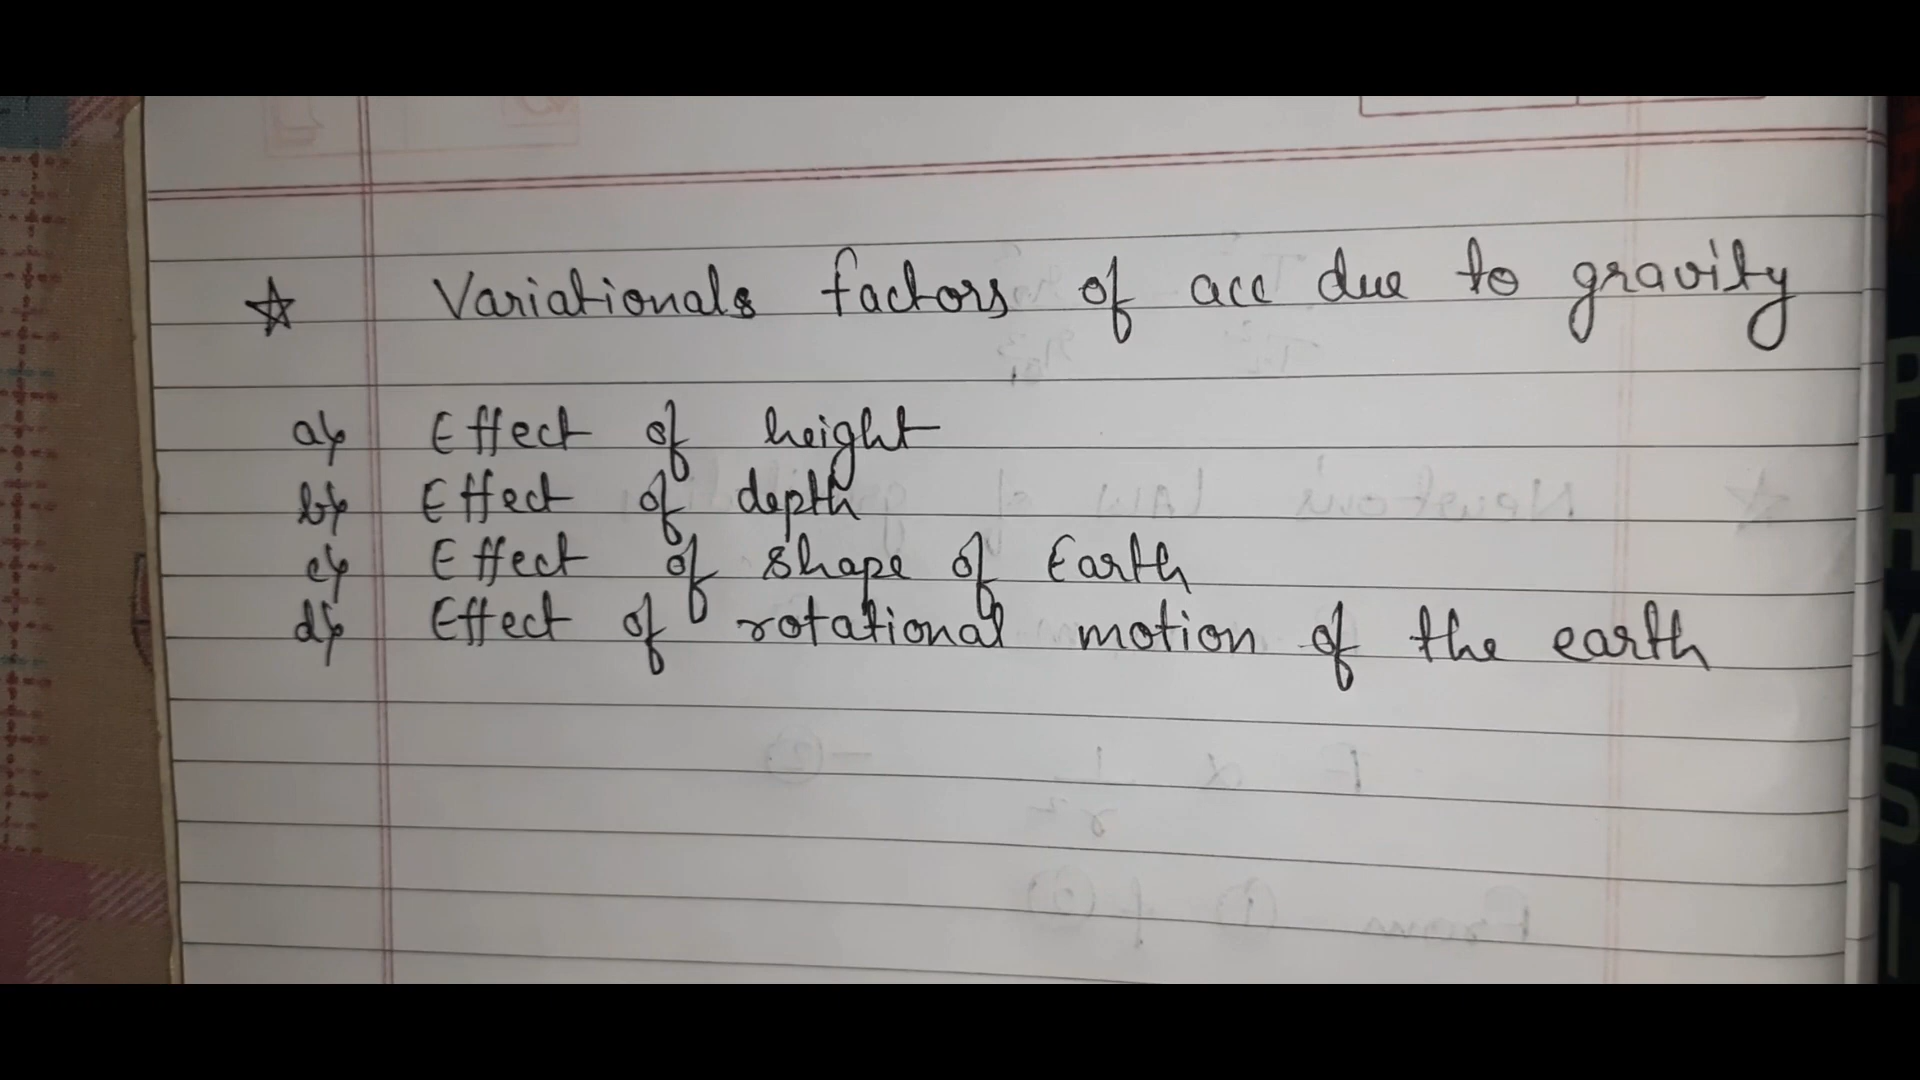 ☆ Variationals factors of acc due to gravity
a) Effect of height
b) Effect of depth
c) Effect of shape of Earth
d) Effect of rotational motion of the earth
PHYSI